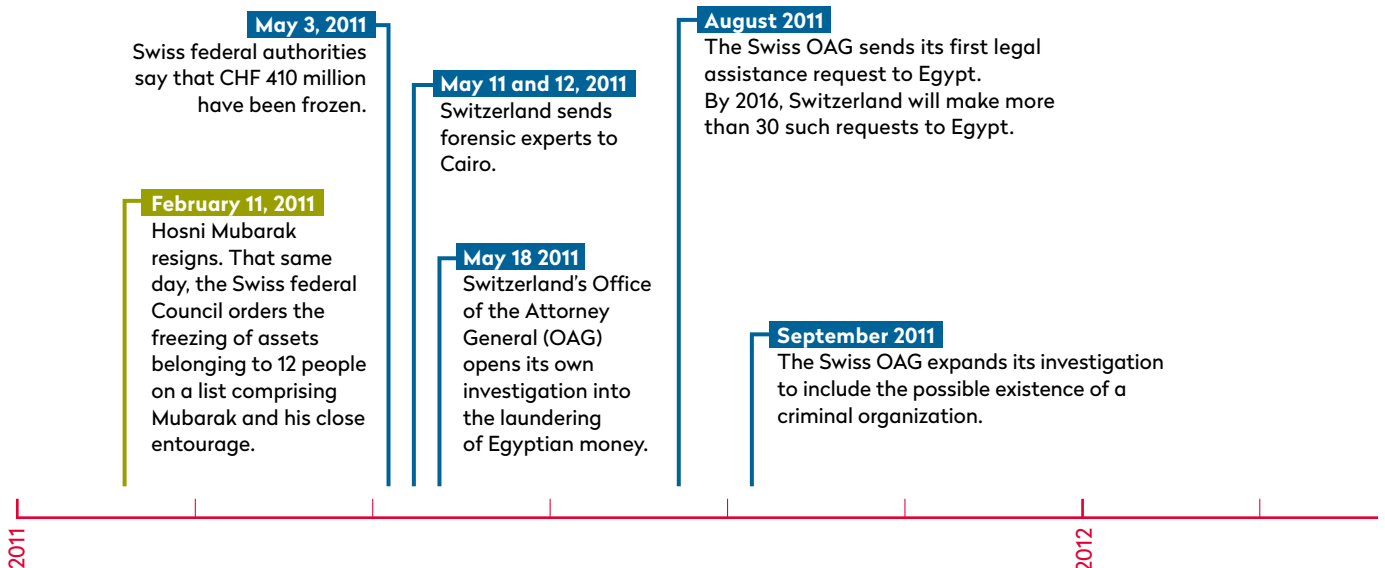 May 3, 2011
Swiss federal authorities
say that CHF 410 million
have been frozen.
February 11, 2011
Hosni Mubarak
resigns. That same
day, the Swiss federal
Council orders the
freezing of assets
belonging to 12 people
on a list comprising
Mubarak and his close
entourage.
May 11 and 12, 2011
Switzerland sends
forensic experts to
Cairo.
May 18 2011
Switzerland’s Office
of the Attorney
General (OAG)
opens its own
investigation into
the laundering
of Egyptian money.
August 2011
The Swiss OAG sends its first legal
assistance request to Egypt.
By 2016, Switzerland will make more
than 30 such requests to Egypt.
September 2011
The Swiss OAG expands its investigation
to include the possible existence of a
criminal organization.
2011
2012